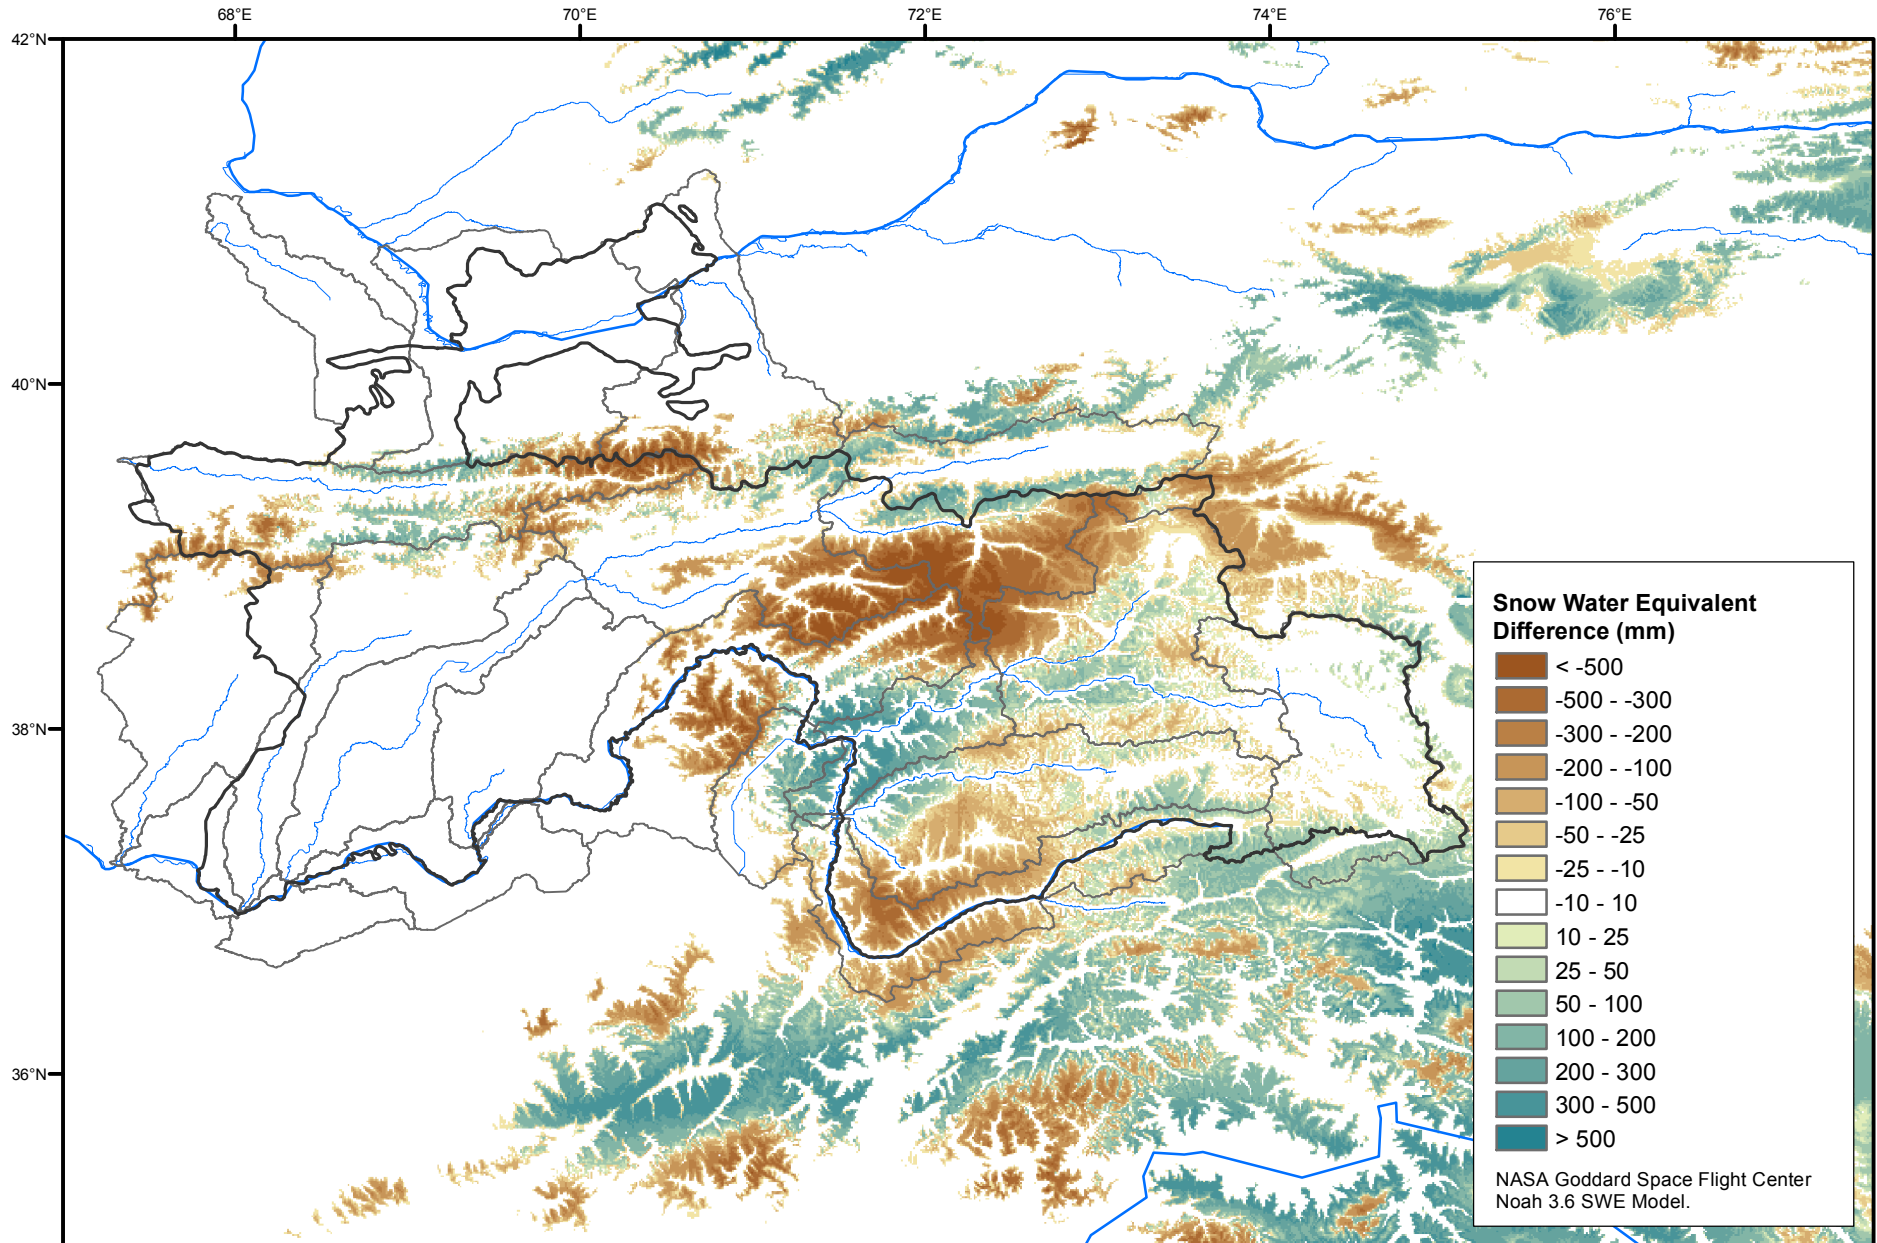 68°E 70°E 72°E 74°E 76°E
42°N
40°N
38°N
36°N
Snow Water Equivalent
Difference (mm)
< -500
-500 - -300
-300 - -200
-200 - -100
-100 - -50
-50 - -25
-25 - -10
-10 - 10
10 - 25
25 - 50
50 - 100
100 - 200
200 - 300
300 - 500
> 500
NASA Goddard Space Flight Center
Noah 3.6 SWE Model.